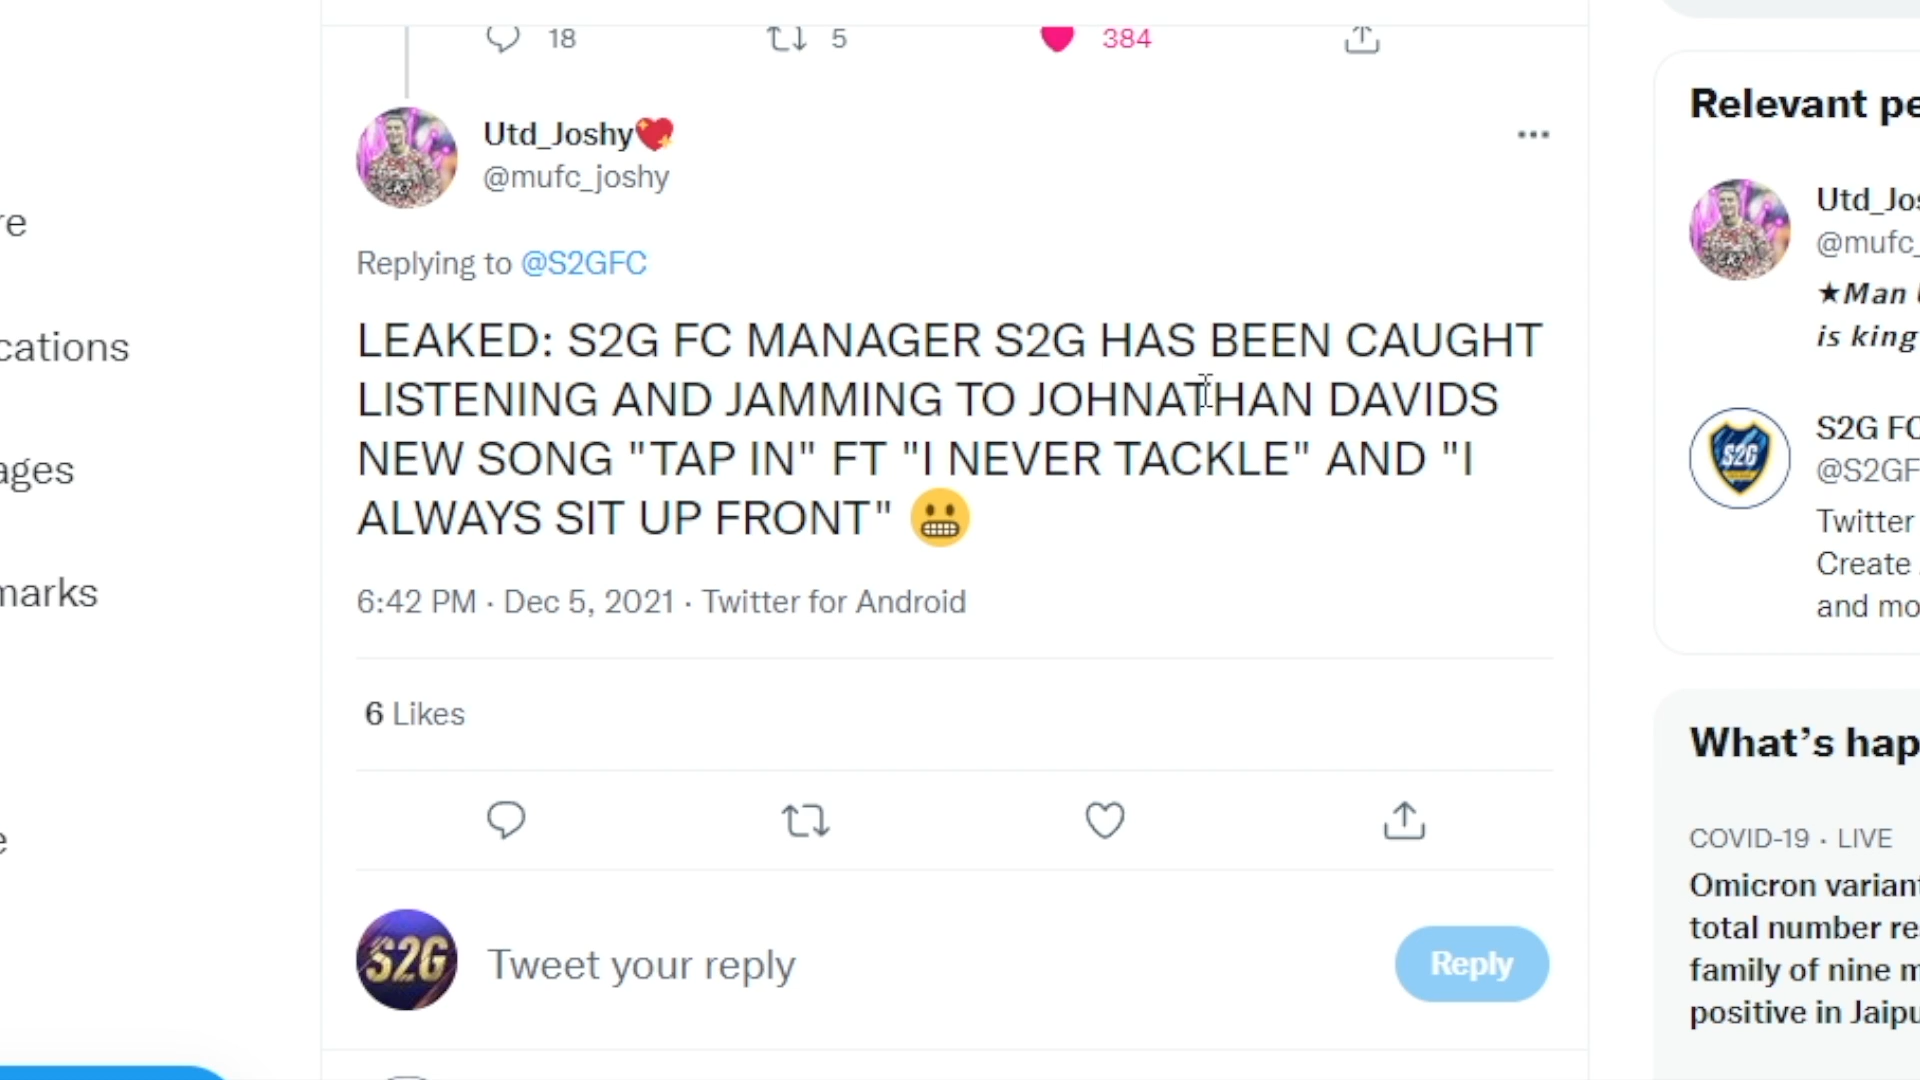 18 5 384
Utd_Joshy
@mufc_joshy
Replying to @S2GFC
LEAKED: S2G FC MANAGER S2G HAS BEEN CAUGHT
LISTENING AND JAMMING TO JOHNATHAN DAVIDS
NEW SONG "TAP IN" FT "I NEVER TACKLE" AND "I
ALWAYS SIT UP FRONT" 😬
6:42 PM · Dec 5, 2021 · Twitter for Android
6 Likes
S2G
Tweet your reply
Reply
re
cations
ages
marks
e
Relevant pe
Utd_Jos
@mufc_
★Man
is king
S2G
S2G FC
@S2GF
Twitter
Create
and mo
What's hap
COVID-19 · LIVE
Omicron variant
total number re
family of nine m
positive in Jaipu